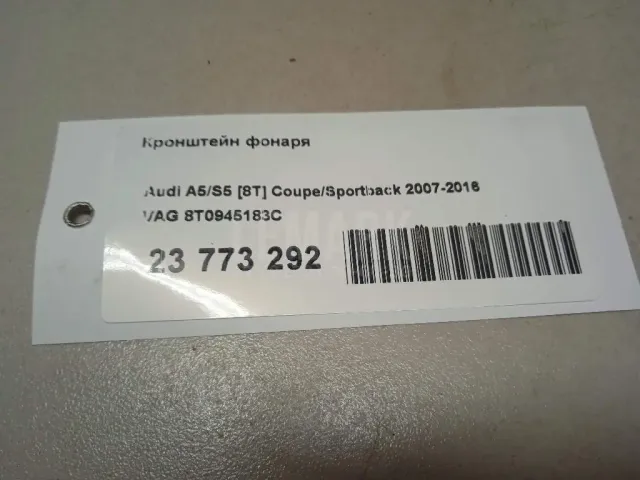 Кронштейн фонаря
Audi A5/S5 [8T] Coupe/Sportback 2007-2016
VAG 8T0945183C
23 773 292